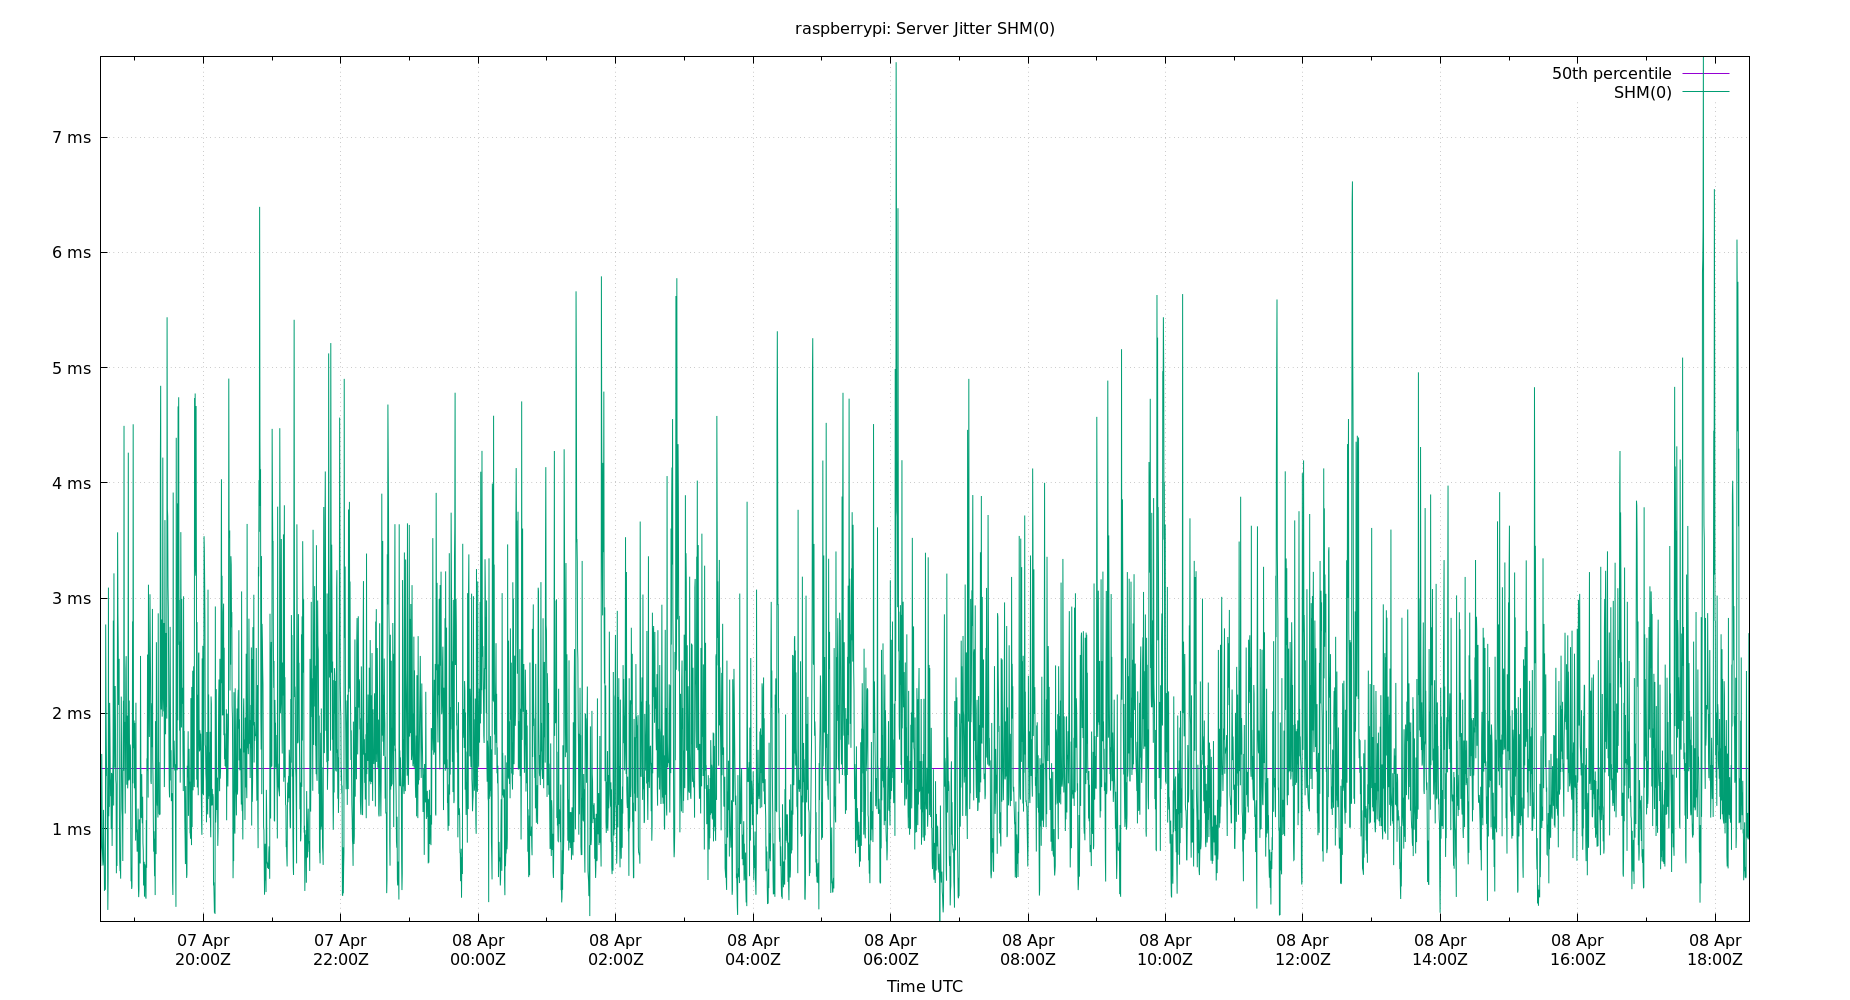 raspberrypi: Server Jitter SHM(0)
50th percentile
SHM(0)
7 ms
6 ms
5 ms
4 ms
3 ms
2 ms
1 ms
07 Apr 07 Apr 08 Apr 08 Apr 08 Apr 08 Apr 08 Apr 08 Apr 08 Apr 08 Apr 08 Apr 08 Apr
20:00Z 22:00Z 00:00Z 02:00Z 04:00Z 06:00Z 08:00Z 10:00Z 12:00Z 14:00Z 16:00Z 18:00Z
Time UTC